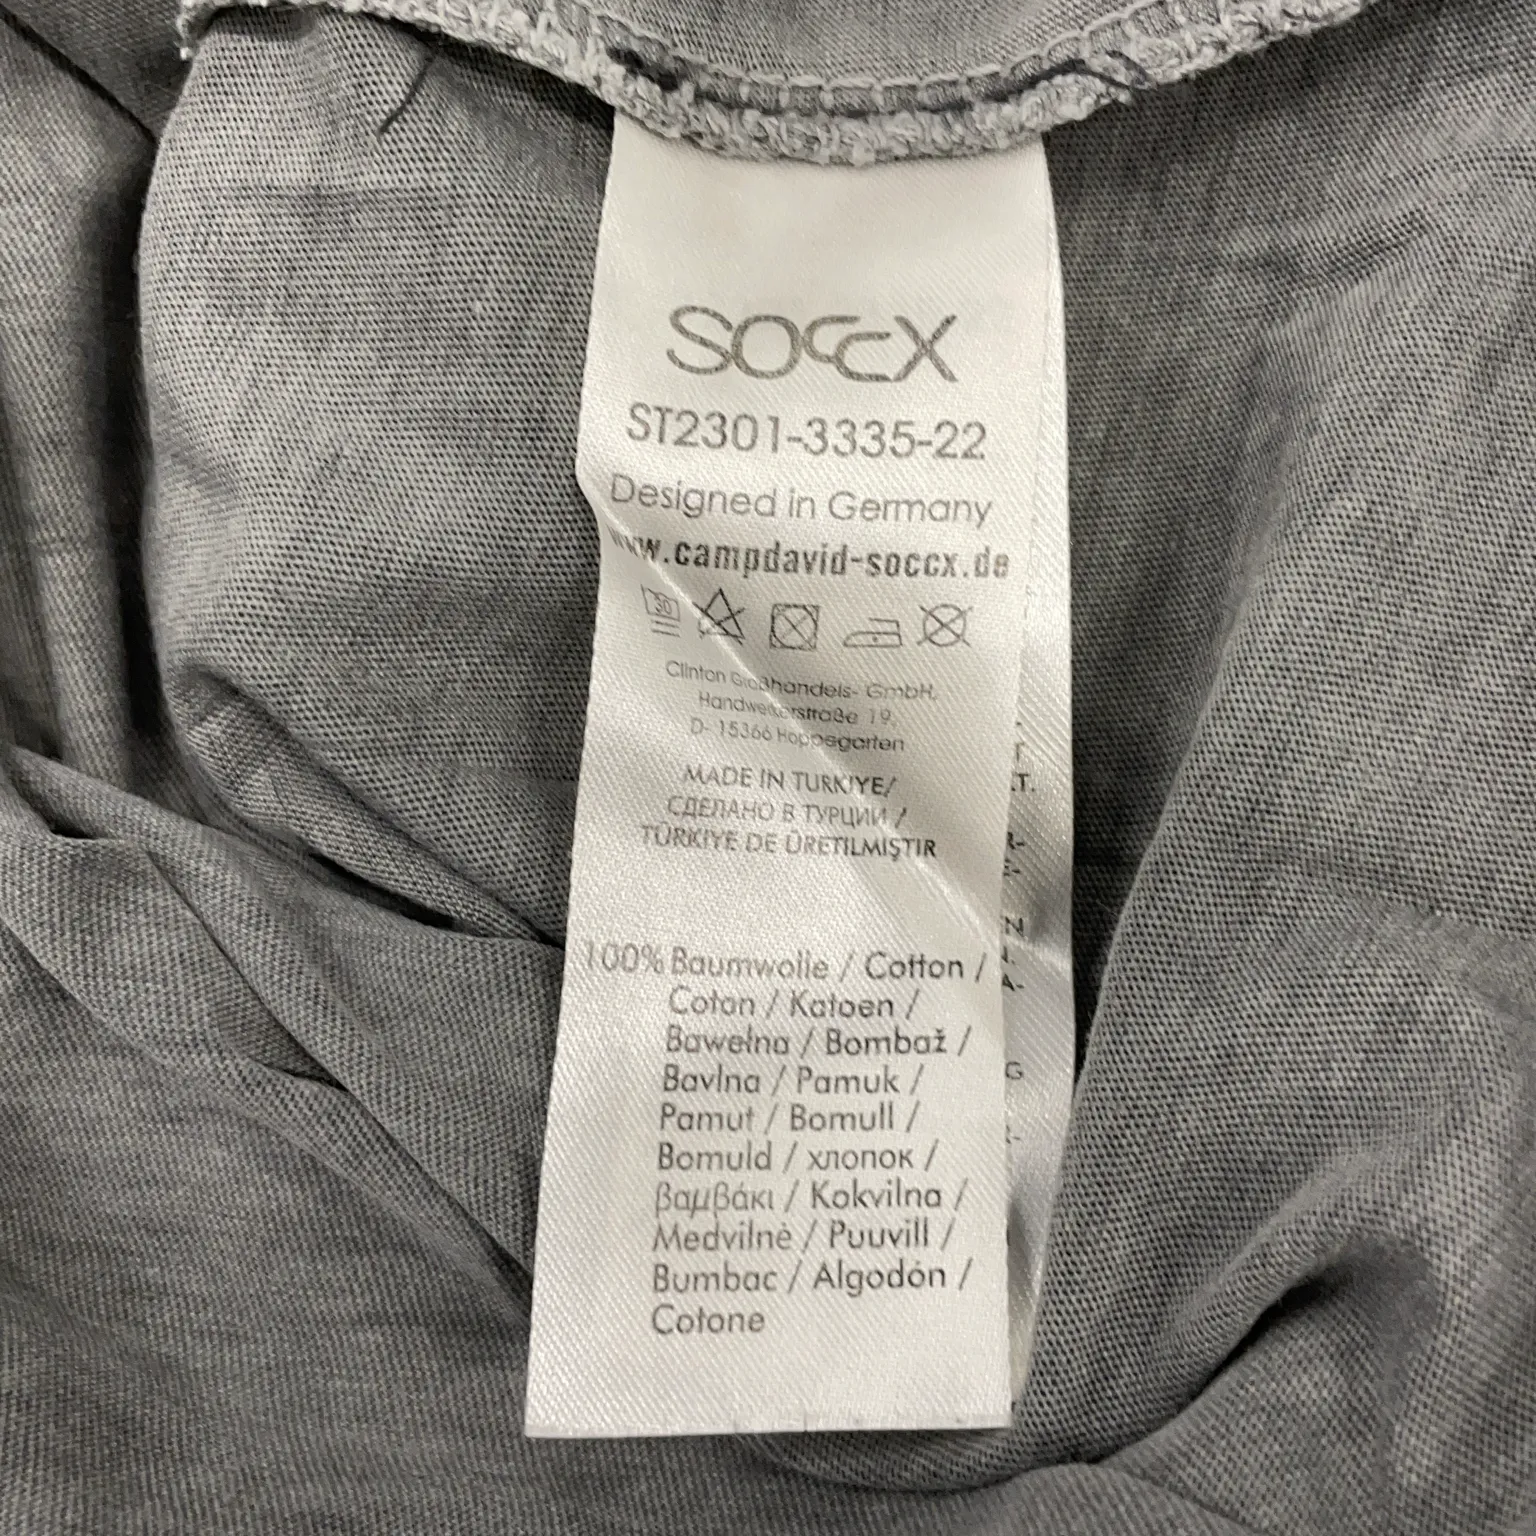 SOCCX
ST2301-3335-22
Designed in Germany
www.campdavid-soccx.de
30
Clinton Großhandels- GmbH,
Handwerkerstraße 19,
D- 15366 Hoppegarten
MADE IN TURKIYE/
СДЕЛАНО В ТУРЦИИ /
TÜRKIYE DE ÜRETILMIŞTIR
100% Baumwolle / Cotton /
Coton / Katoen /
Bawełna / Bombaž /
Bavlna / Pamuk /
Pamut / Bomull /
Bomuld / хлопок /
βαμβάκι / Kokvilna /
Medvilnė / Puuvill /
Bumbac / Algodón /
Cotone